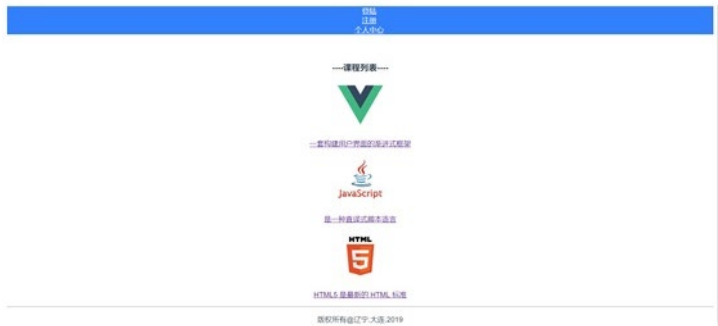 登陆
注册
个人中心
----课程列表----
一套构建用户界面的渐进式框架
JavaScript
是一种直译式脚本语言
HTML
5
HTML5 是最新的 HTML 标准
版权所有@辽宁.大连.2019